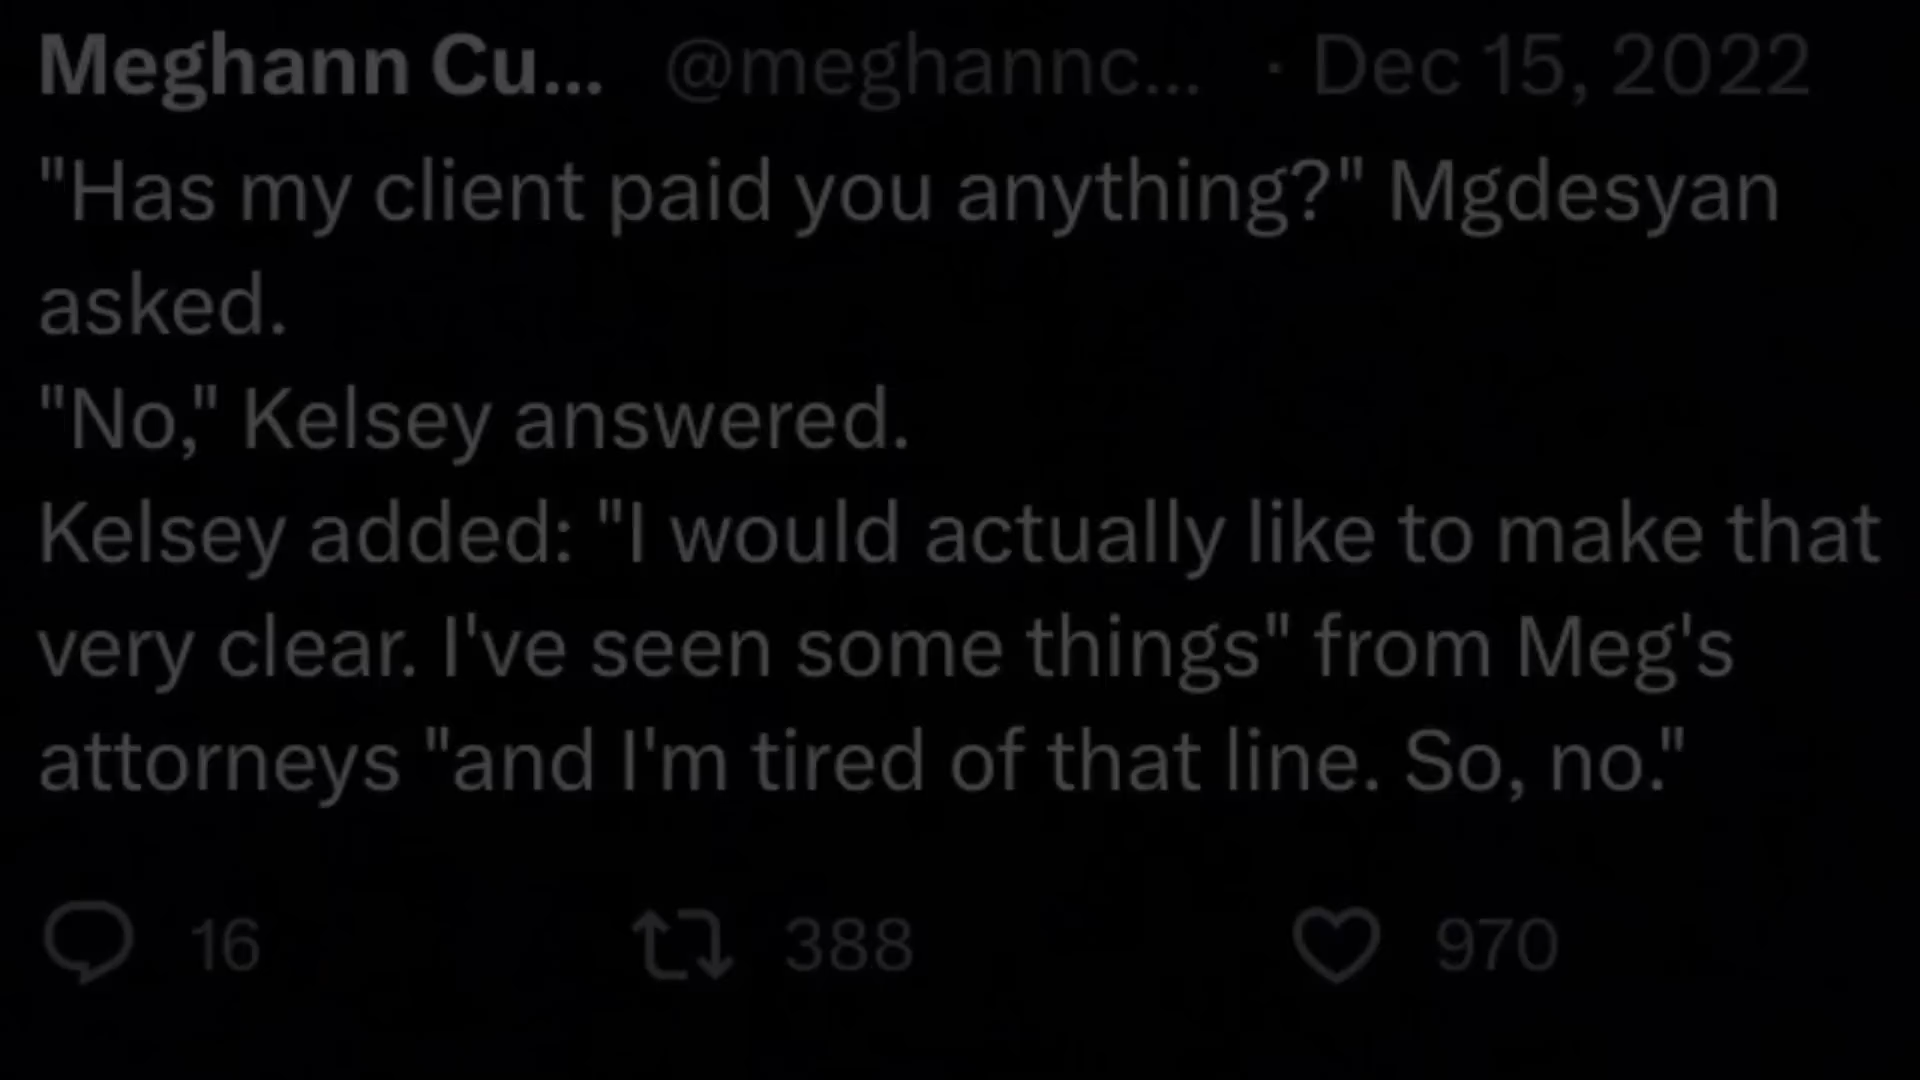 Meghann Cu... @meghannc... · Dec 15, 2022
"Has my client paid you anything?" Mgdesyan
asked.
"No," Kelsey answered.
Kelsey added: "I would actually like to make that
very clear. I've seen some things" from Meg's
attorneys "and I'm tired of that line. So, no."
16 388 970